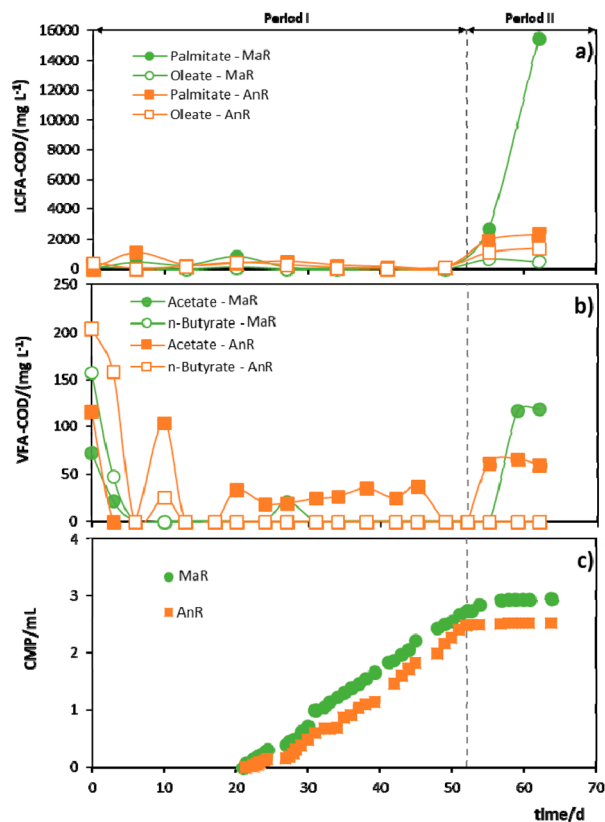 Period I
Period II
16000
14000
12000
10000
8000
6000
4000
2000
0
LCFA-COD/(mg L⁻¹)
Palmitate - MaR
Oleate - MaR
Palmitate - AnR
Oleate - AnR
a)
250
200
150
100
50
0
VFA-COD/(mg L⁻¹)
Acetate - MaR
n-Butyrate - MaR
Acetate - AnR
n-Butyrate - AnR
b)
4
3
2
1
0
CMP/mL
MaR
AnR
c)
0 10 20 30 40 50 60 70
time/d